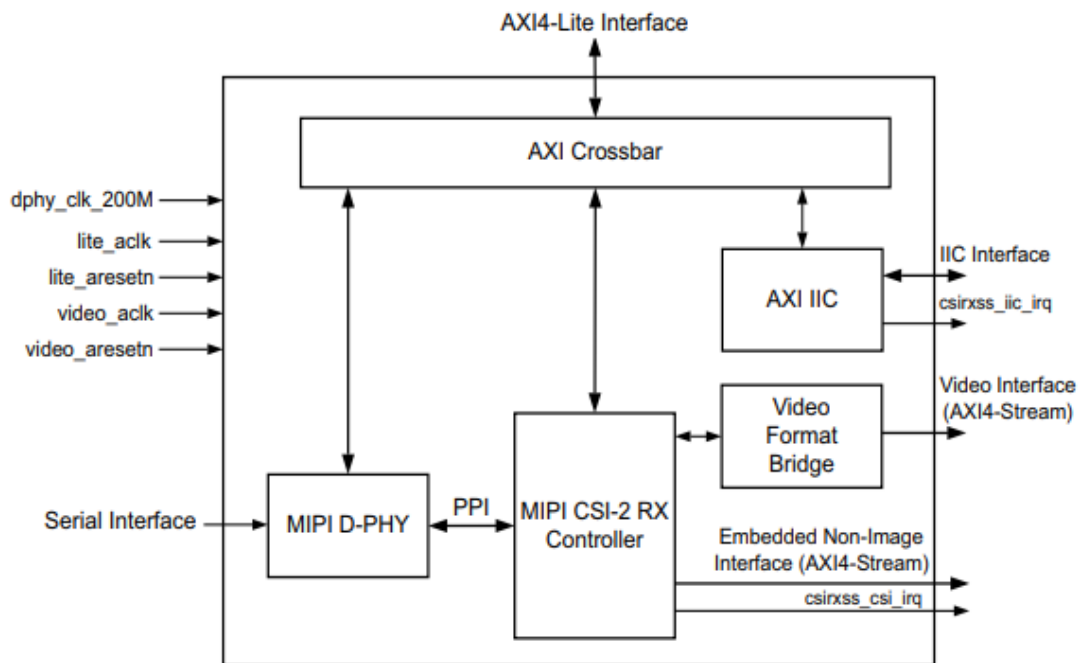 AXI4-Lite Interface
AXI Crossbar
dphy_clk_200M
lite_aclk
lite_aresetn
video_aclk
video_aresetn
IIC Interface
AXI IIC
csirxss_iic_irq
Video Interface
(AXI4-Stream)
Video
Format
Bridge
Serial Interface
MIPI D-PHY
PPI
MIPI CSI-2 RX
Controller
Embedded Non-Image
Interface (AXI4-Stream)
csirxss_csi_irq